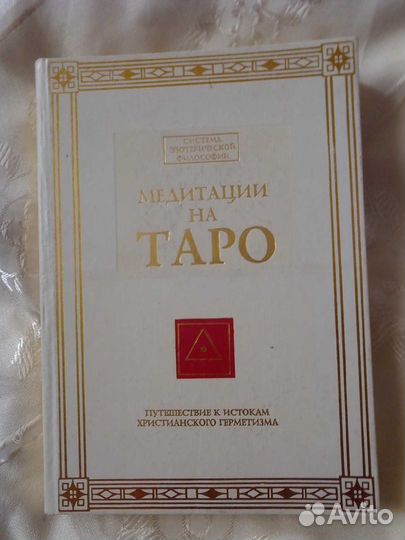 СИСТЕМА
ЭЗОТЕРИЧЕСКОЙ
ФИЛОСОФИИ
МЕДИТАЦИИ
НА
ТАРО
ПУТЕШЕСТВИЕ К ИСТОКАМ
ХРИСТИАНСКОГО ГЕРМЕТИЗМА
Avito